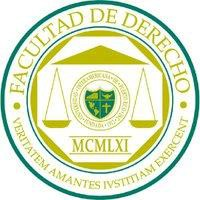 · FACULTAD DE DERECHO ·
VERITATEM AMANTES IVSTITIAM EXERCENT
MCMLXI